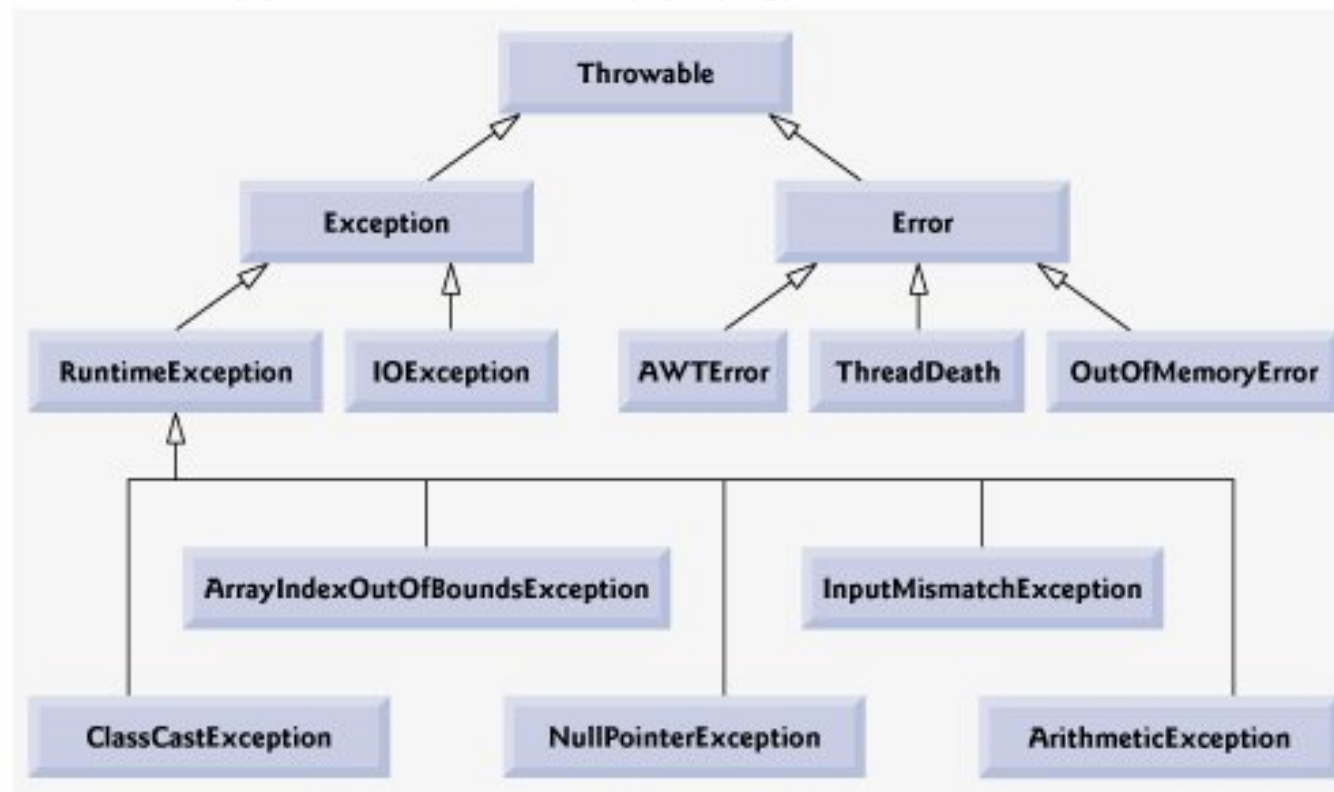 Throwable
Exception
Error
RuntimeException
IOException
AWTError
ThreadDeath
OutOfMemoryError
ArrayIndexOutOfBoundsException
InputMismatchException
ClassCastException
NullPointerException
ArithmeticException